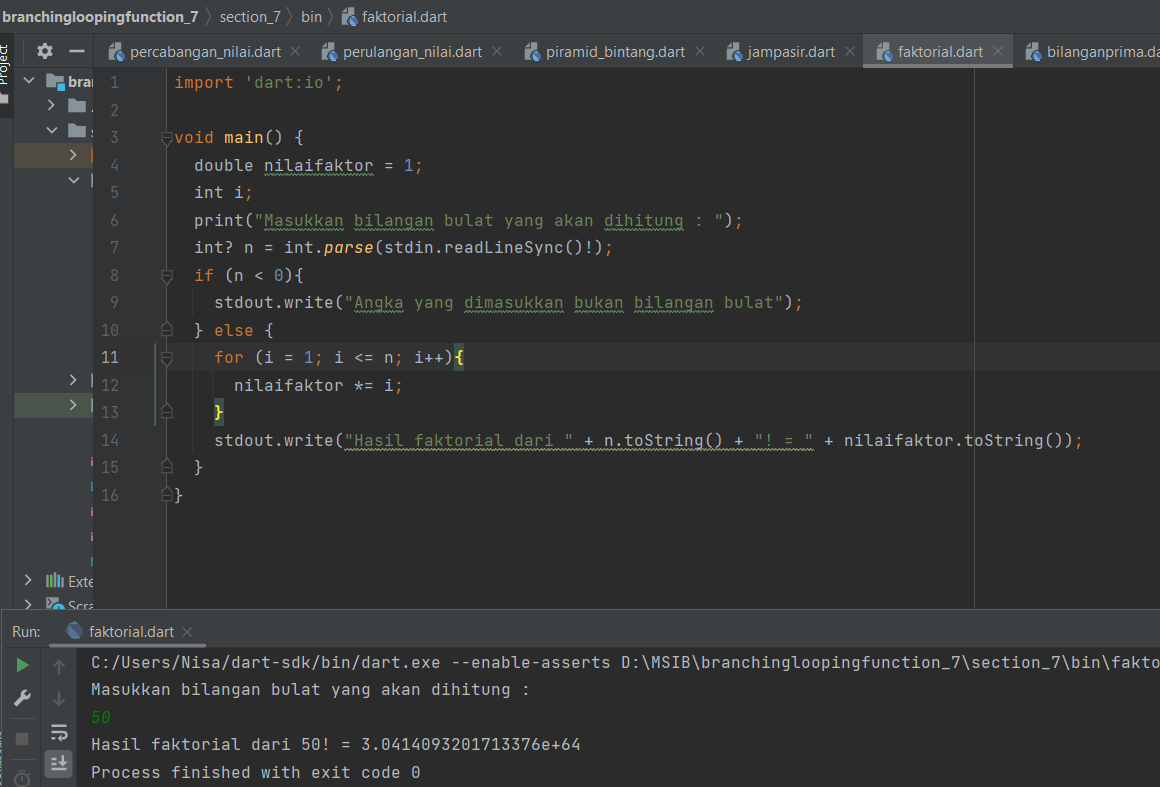 branchingloopingfunction_7 〉 section_7 〉 bin 〉 faktorial.dart
Project
percabangan_nilai.dart × perulangan_nilai.dart × piramid_bintang.dart × jampasir.dart × faktorial.dart × bilanganprima.da
bra
1 import 'dart:io';
2
3 void main() {
4 double nilaifaktor = 1;
5 int i;
6 print("Masukkan bilangan bulat yang akan dihitung : ");
7 int? n = int.parse(stdin.readLineSync()!);
8 if (n < 0){
9 stdout.write("Angka yang dimasukkan bukan bilangan bulat");
10 } else {
11 for (i = 1; i <= n; i++){
12 nilaifaktor *= i;
13 }
14 stdout.write("Hasil faktorial dari " + n.toString() + "! = " + nilaifaktor.toString());
15 }
16 }
Exte
Scra
Run: faktorial.dart ×
C:/Users/Nisa/dart-sdk/bin/dart.exe --enable-asserts D:\MSIB\branchingloopingfunction_7\section_7\bin\fakto
Masukkan bilangan bulat yang akan dihitung :
50
Hasil faktorial dari 50! = 3.0414093201713376e+64
Process finished with exit code 0